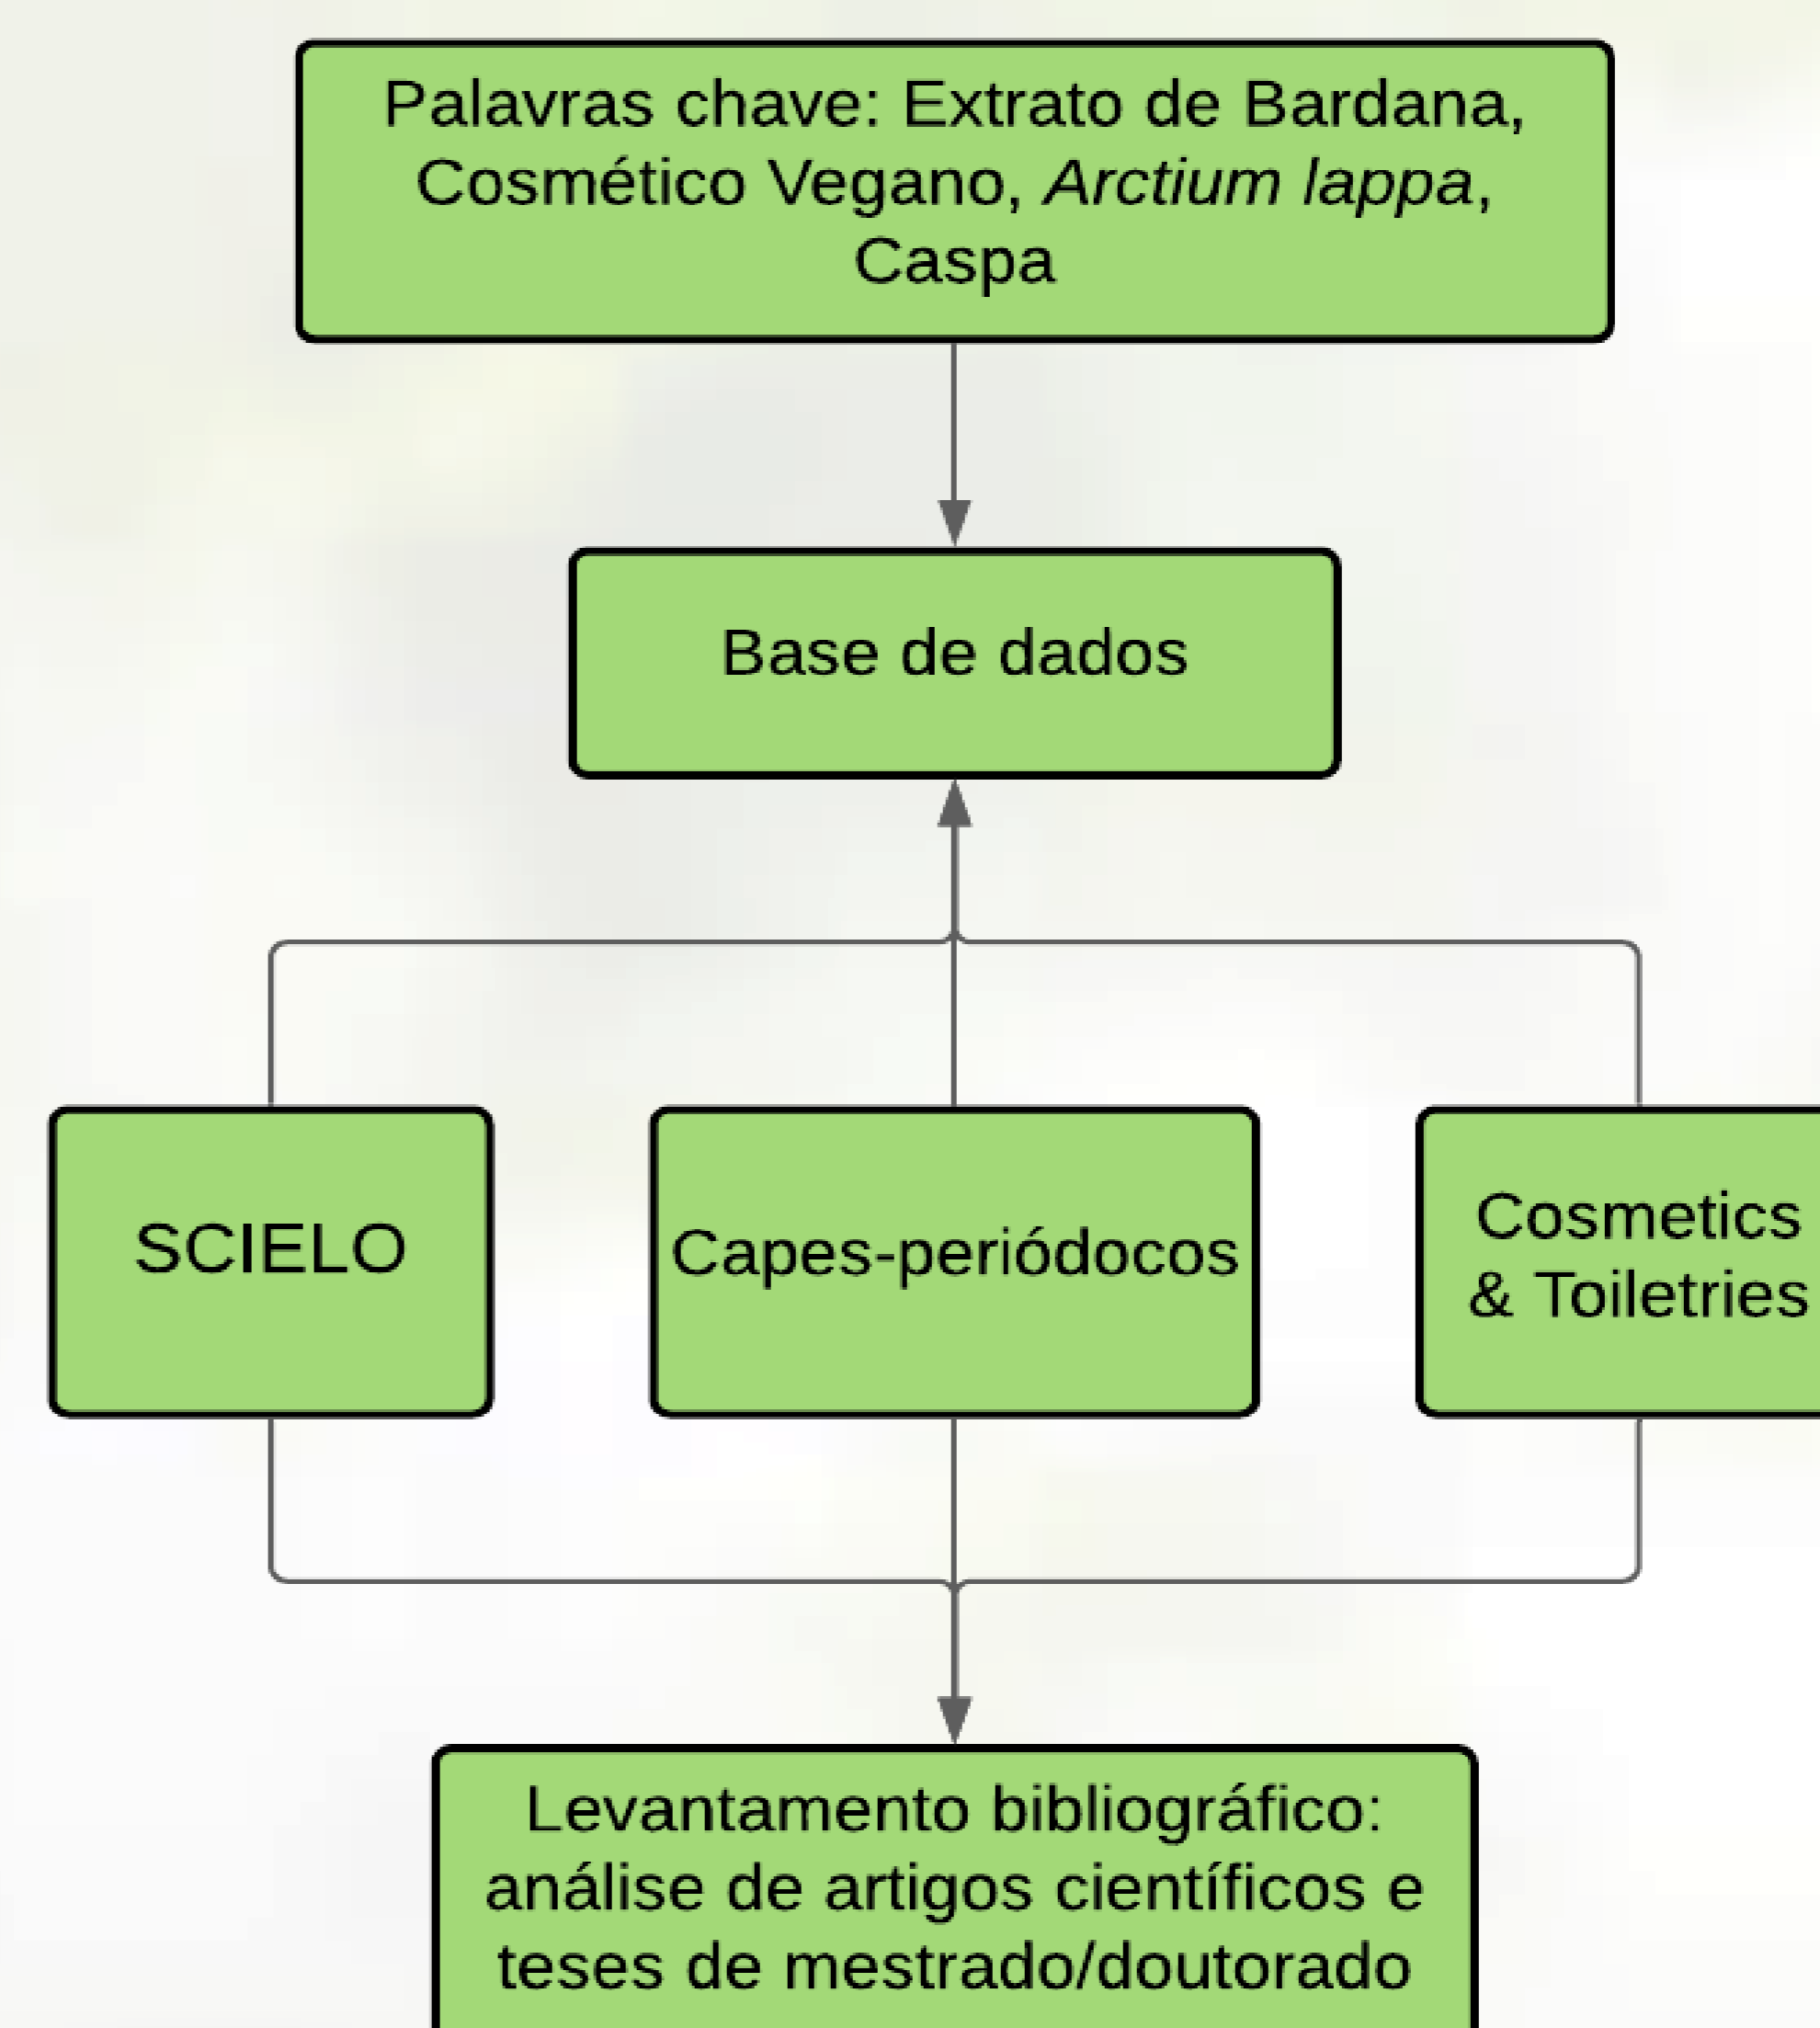 Palavras chave: Extrato de Bardana,
Cosmético Vegano, Arctium lappa,
Caspa
Base de dados
SCIELO
Capes-periódocos
Cosmetics
& Toiletries
Levantamento bibliográfico:
análise de artigos científicos e
teses de mestrado/doutorado